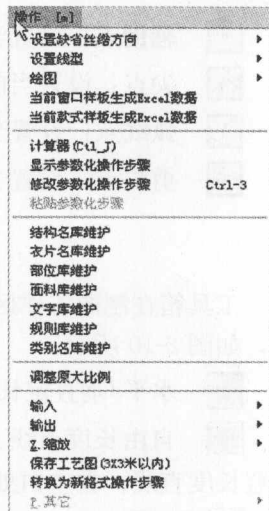 操作 [m]
设置缺省丝绺方向
设置线型
绘图
当前窗口样板生成Excel数据
当前款式样板生成Excel数据
计算器(Ctl_J)
显示参数化操作步骤
修改参数化操作步骤 Ctrl-3
粘贴参数化步骤
结构名库维护
衣片名库维护
部位库维护
面料库维护
文字库维护
规则库维护
类别名库维护
调整原大比例
输入
输出
Z.缩放
保存工艺图(3X3米以内)
转换为新格式操作步骤
P.其它